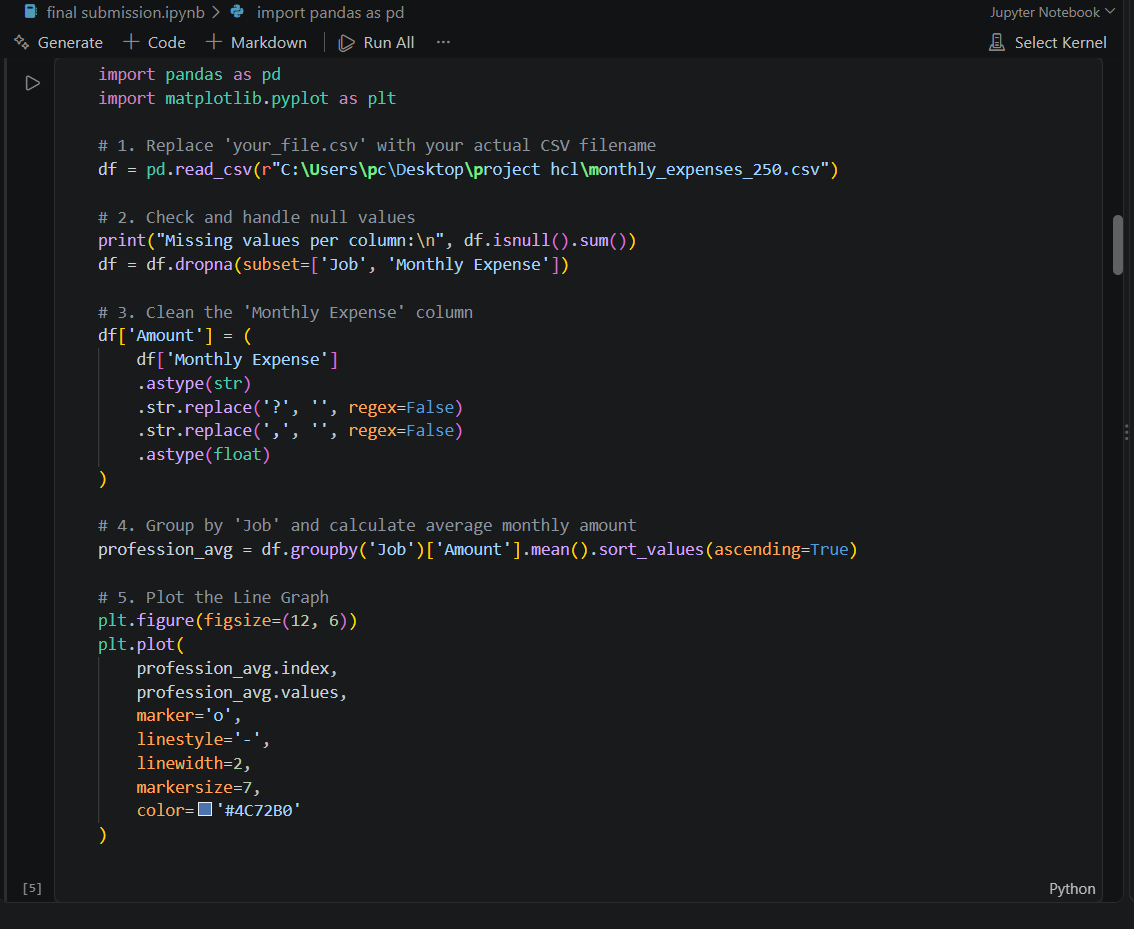 final submission.ipynb > import pandas as pd
Jupyter Notebook
Generate + Code + Markdown Run All ...
Select Kernel
import pandas as pd
import matplotlib.pyplot as plt
# 1. Replace 'your_file.csv' with your actual CSV filename
df = pd.read_csv(r"C:\Users\pc\Desktop\project hcl\monthly_expenses_250.csv")
# 2. Check and handle null values
print("Missing values per column:\n", df.isnull().sum())
df = df.dropna(subset=['Job', 'Monthly Expense'])
# 3. Clean the 'Monthly Expense' column
df['Amount'] = (
    df['Monthly Expense']
    .astype(str)
    .str.replace('?', '', regex=False)
    .str.replace(',', '', regex=False)
    .astype(float)
)
# 4. Group by 'Job' and calculate average monthly amount
profession_avg = df.groupby('Job')['Amount'].mean().sort_values(ascending=True)
# 5. Plot the Line Graph
plt.figure(figsize=(12, 6))
plt.plot(
    profession_avg.index,
    profession_avg.values,
    marker='o',
    linestyle='-',
    linewidth=2,
    markersize=7,
    color='#4C72B0'
)
[5]
Python